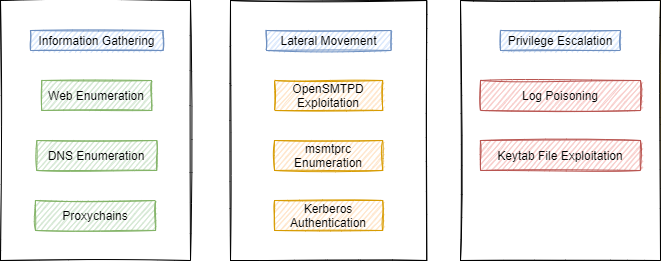 Information Gathering
Web Enumeration
DNS Enumeration
Proxychains
Lateral Movement
OpenSMTPD
Exploitation
msmtprc
Enumeration
Kerberos
Authentication
Privilege Escalation
Log Poisoning
Keytab File Exploitation